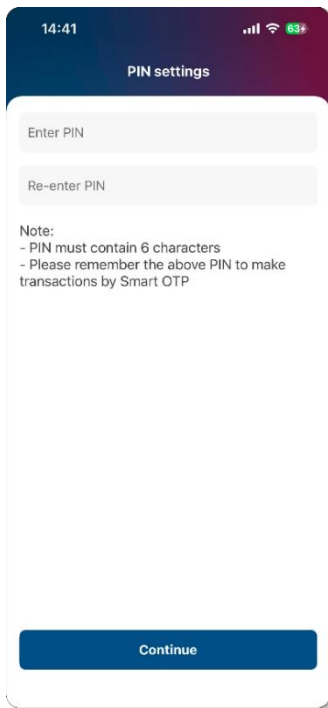 14:41
63
PIN settings
Enter PIN
Re-enter PIN
Note:
- PIN must contain 6 characters
- Please remember the above PIN to make
transactions by Smart OTP
Continue